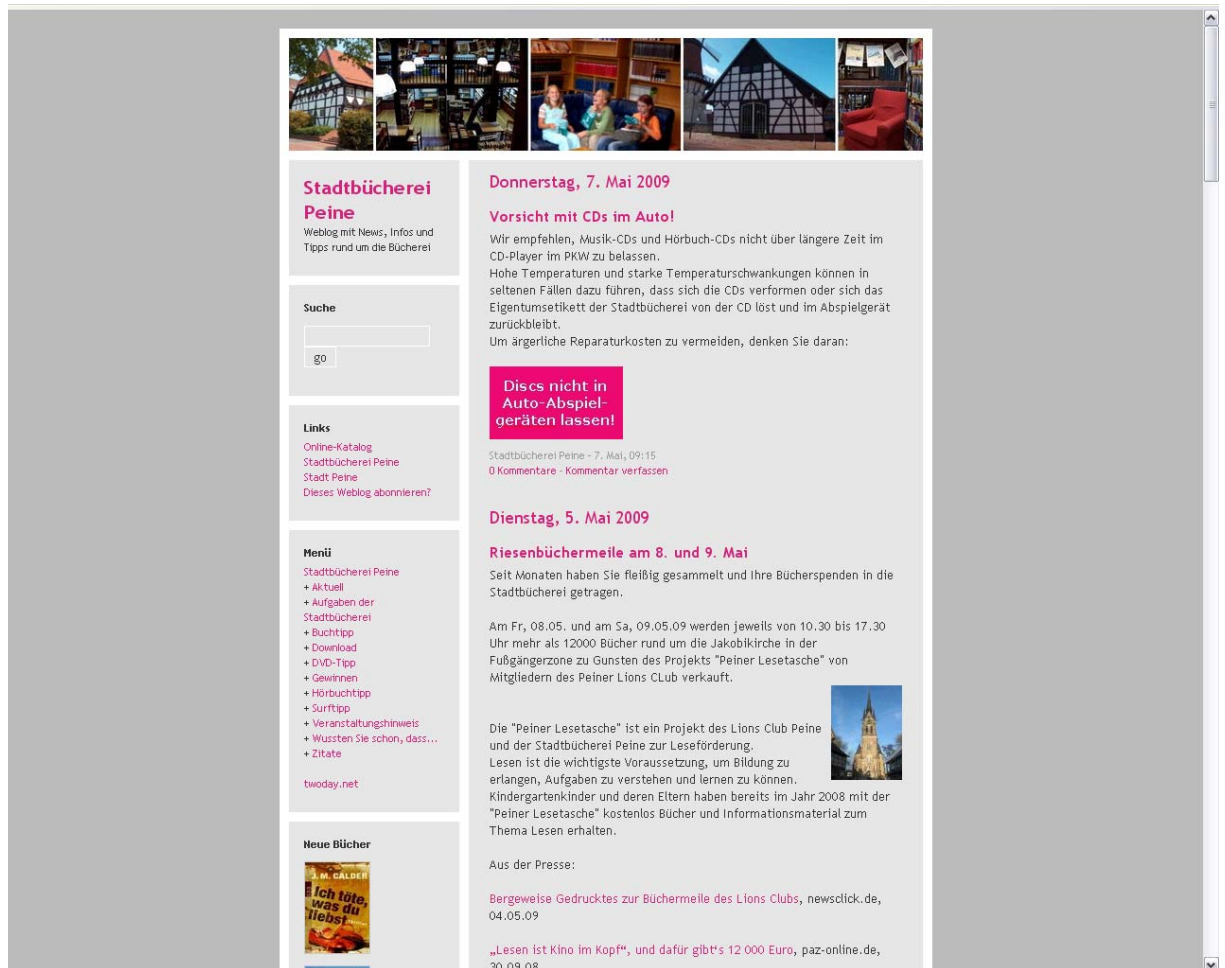 Stadtbücherei
Peine
Weblog mit News, Infos und
Tipps rund um die Bücherei
Suche
go
Links
Online-Katalog
Stadtbücherei Peine
Stadt Peine
Dieses Weblog abonnieren?
Menü
Stadtbücherei Peine
+ Aktuell
+ Aufgaben der
Stadtbücherei
+ Buchtipp
+ Download
+ DVD-Tipp
+ Gewinnen
+ Hörbuchtipp
+ Surftipp
+ Veranstaltungshinweis
+ Wussten Sie schon, dass...
+ Zitate
twoday.net
Neue Bücher
J. M. CALDER
Ich töte,
was du
liebst
Donnerstag, 7. Mai 2009
Vorsicht mit CDs im Auto!
Wir empfehlen, Musik-CDs und Hörbuch-CDs nicht über längere Zeit im
CD-Player im PKW zu belassen.
Hohe Temperaturen und starke Temperaturschwankungen können in
seltenen Fällen dazu führen, dass sich die CDs verformen oder sich das
Eigentumsetikett der Stadtbücherei von der CD löst und im Abspielgerät
zurückbleibt.
Um ärgerliche Reparaturkosten zu vermeiden, denken Sie daran:
Discs nicht in
Auto-Abspiel-
geräten lassen!
Stadtbücherei Peine - 7. Mai, 09:15
0 Kommentare - Kommentar verfassen
Dienstag, 5. Mai 2009
Riesenbüchermeile am 8. und 9. Mai
Seit Monaten haben Sie fleißig gesammelt und Ihre Bücherspenden in die
Stadtbücherei getragen.
Am Fr, 08.05. und am Sa, 09.05.09 werden jeweils von 10.30 bis 17.30
Uhr mehr als 12000 Bücher rund um die Jakobikirche in der
Fußgängerzone zu Gunsten des Projekts "Peiner Lesetasche" von
Mitgliedern des Peiner Lions CLub verkauft.
Die "Peiner Lesetasche" ist ein Projekt des Lions Club Peine
und der Stadtbücherei Peine zur Leseförderung.
Lesen ist die wichtigste Voraussetzung, um Bildung zu
erlangen, Aufgaben zu verstehen und lernen zu können.
Kindergartenkinder und deren Eltern haben bereits im Jahr 2008 mit der
"Peiner Lesetasche" kostenlos Bücher und Informationsmaterial zum
Thema Lesen erhalten.
Aus der Presse:
Bergeweise Gedrucktes zur Büchermeile des Lions Clubs, newsclick.de,
04.05.09
„Lesen ist Kino im Kopf“, und dafür gibt's 12 000 Euro, paz-online.de,
30.09.08